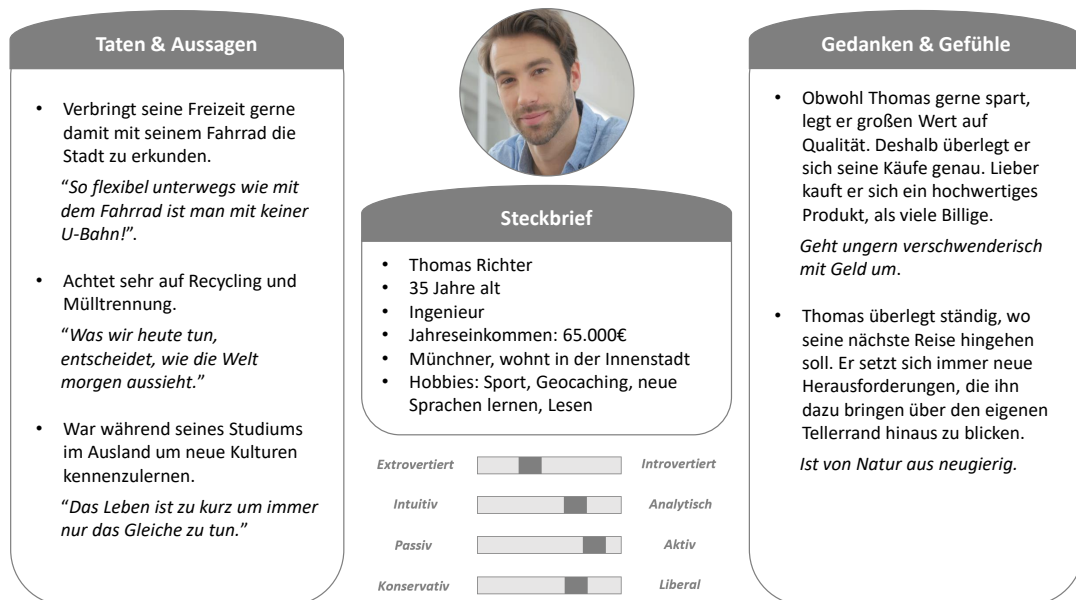 Taten & Aussagen
• Verbringt seine Freizeit gerne
damit mit seinem Fahrrad die
Stadt zu erkunden.
“So flexibel unterwegs wie mit
dem Fahrrad ist man mit keiner
U-Bahn!”.
• Achtet sehr auf Recycling und
Mülltrennung.
“Was wir heute tun,
entscheidet, wie die Welt
morgen aussieht.”
• War während seines Studiums
im Ausland um neue Kulturen
kennenzulernen.
“Das Leben ist zu kurz um immer
nur das Gleiche zu tun.”
Steckbrief
• Thomas Richter
• 35 Jahre alt
• Ingenieur
• Jahreseinkommen: 65.000€
• Münchner, wohnt in der Innenstadt
• Hobbies: Sport, Geocaching, neue
Sprachen lernen, Lesen
Extrovertiert Introvertiert
Intuitiv Analytisch
Passiv Aktiv
Konservativ Liberal
Gedanken & Gefühle
• Obwohl Thomas gerne spart,
legt er großen Wert auf
Qualität. Deshalb überlegt er
sich seine Käufe genau. Lieber
kauft er sich ein hochwertiges
Produkt, als viele Billige.
Geht ungern verschwenderisch
mit Geld um.
• Thomas überlegt ständig, wo
seine nächste Reise hingehen
soll. Er setzt sich immer neue
Herausforderungen, die ihn
dazu bringen über den eigenen
Tellerrand hinaus zu blicken.
Ist von Natur aus neugierig.